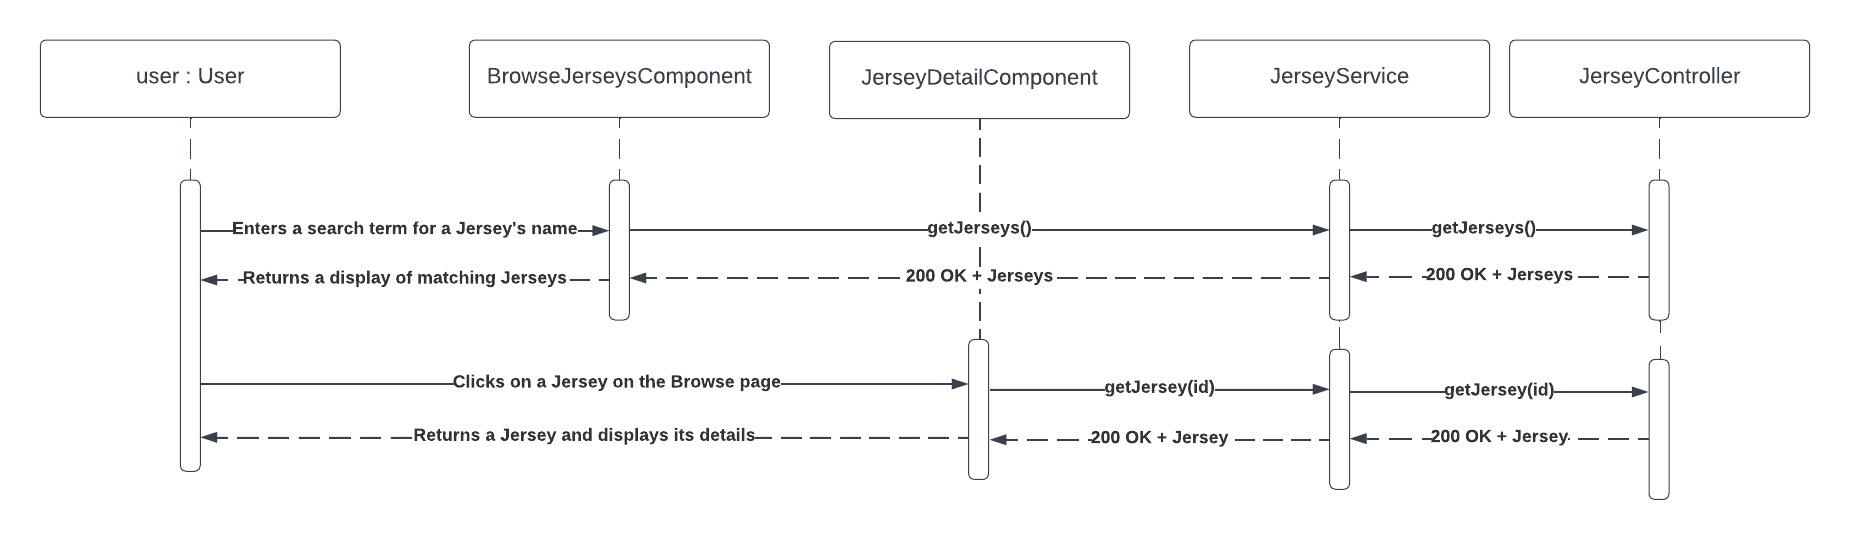 user : User
BrowseJerseysComponent
JerseyDetailComponent
JerseyService
JerseyController
Enters a search term for a Jersey's name
getJerseys()
getJerseys()
Returns a display of matching Jerseys
200 OK + Jerseys
200 OK + Jerseys
Clicks on a Jersey on the Browse page
getJersey(id)
getJersey(id)
Returns a Jersey and displays its details
200 OK + Jersey
200 OK + Jersey